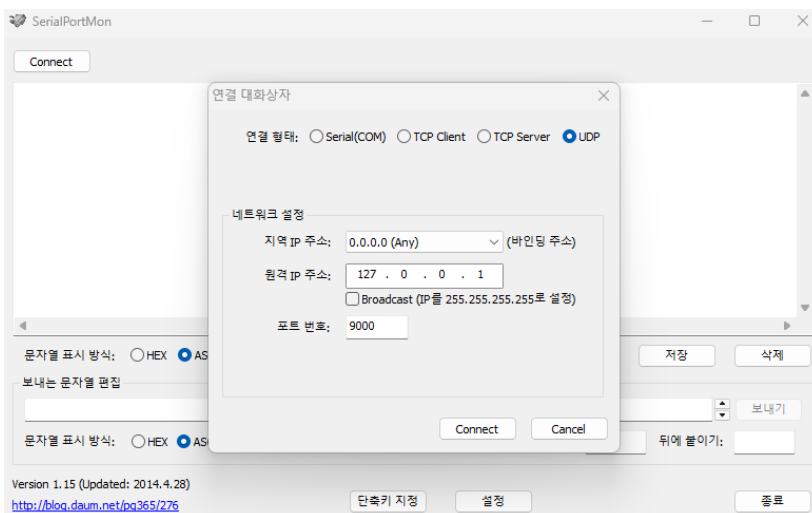 SerialPortMon
Connect
연결 대화상자
연결 형태: Serial(COM) TCP Client TCP Server UDP
네트워크 설정
지역 IP 주소: 0.0.0.0 (Any) (바인딩 주소)
원격 IP 주소: 127 . 0 . 0 . 1
Broadcast (IP를 255.255.255.255로 설정)
포트 번호: 9000
Connect Cancel
문자열 표시 방식: HEX AS 저장 삭제
보내는 문자열 편집
보내기
문자열 표시 방식: HEX 뒤에 붙이기:
Version 1.15 (Updated: 2014.4.28)
http://blog.daum.net/pg365/276 단축키 지정 설정 종료